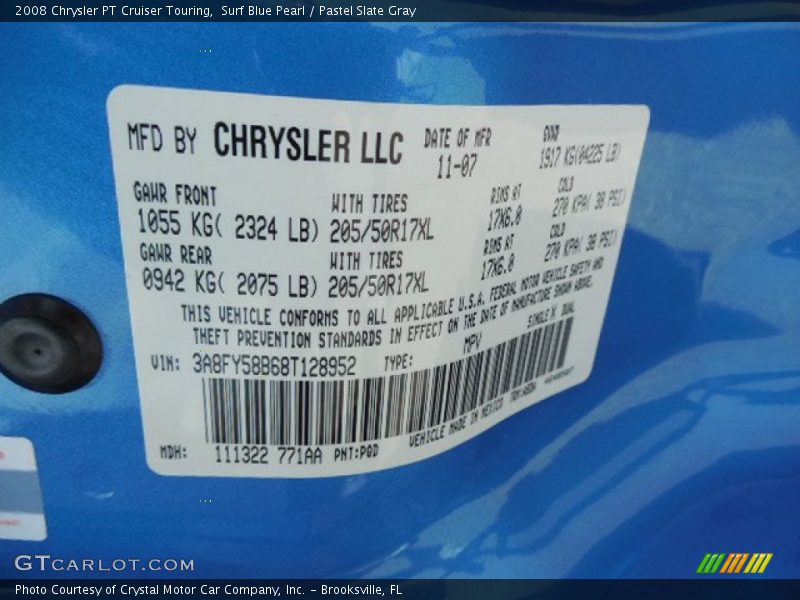 2008 Chrysler PT Cruiser Touring,  Surf Blue Pearl / Pastel Slate Gray
MFD BY CHRYSLER LLC
DATE OF MFR
11-07
GVWR
1917 KG(04225 LB)
GAWR FRONT
1055 KG( 2324 LB)
WITH TIRES
205/50R17XL
RIMS AT
17X6.0
COLD
270 KPA( 38 PSI)
GAWR REAR
0942 KG( 2075 LB)
WITH TIRES
205/50R17XL
RIMS AT
17X6.0
COLD
270 KPA( 38 PSI)
THIS VEHICLE CONFORMS TO ALL APPLICABLE U.S.A. FEDERAL MOTOR VEHICLE SAFETY AND
THEFT PREVENTION STANDARDS IN EFFECT ON THE DATE OF MANUFACTURE SHOWN ABOVE.
VIN: 3A8FY58B68T128952 TYPE: MPV SINGLE X DUAL
MDH: 111322 771AA PNT:PQD VEHICLE MADE IN MEXICO
GTCARLOT.COM
Photo Courtesy of Crystal Motor Car Company, Inc. – Brooksville, FL